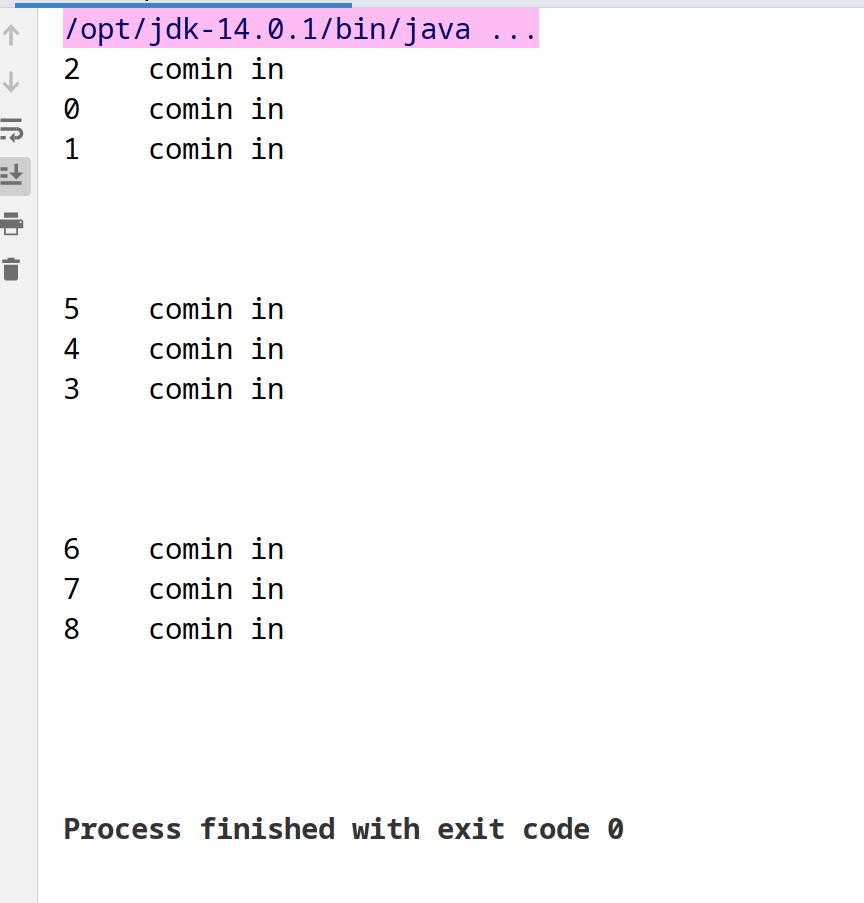 /opt/jdk-14.0.1/bin/java ...
2    comin in
0    comin in
1    comin in
5    comin in
4    comin in
3    comin in
6    comin in
7    comin in
8    comin in
Process finished with exit code 0